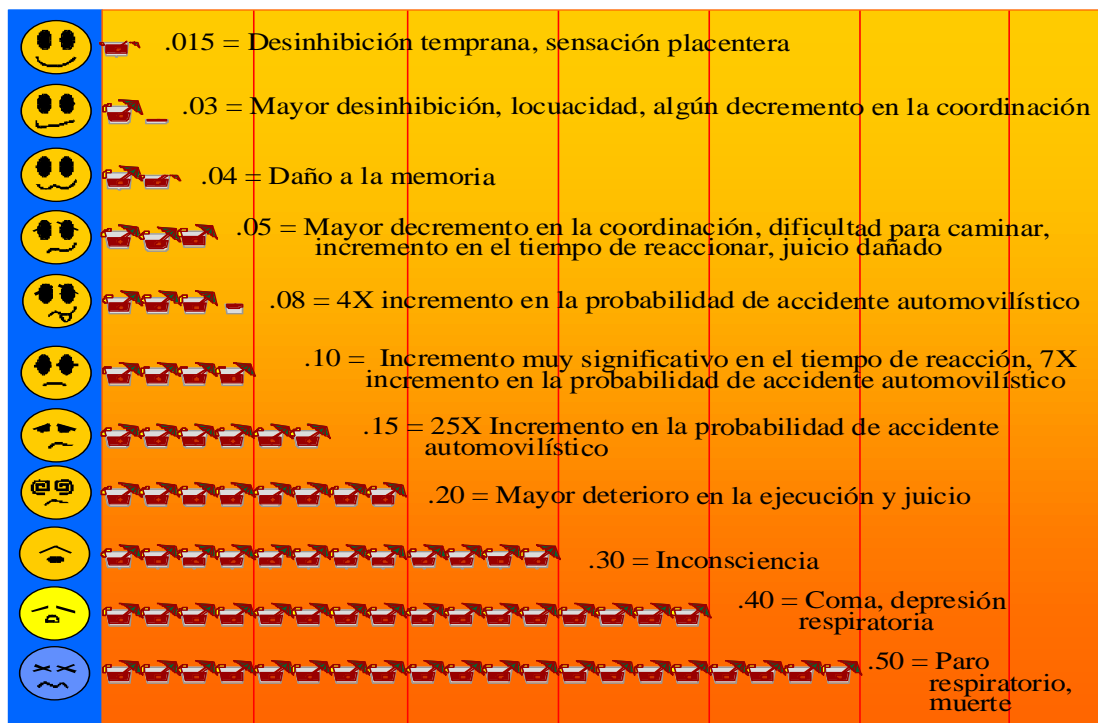 .015 = Desinhibición temprana, sensación placentera
.03 = Mayor desinhibición, locuacidad, algún decremento en la coordinación
.04 = Daño a la memoria
.05 = Mayor decremento en la coordinación, dificultad para caminar,
incremento en el tiempo de reaccionar, juicio dañado
.08 = 4X incremento en la probabilidad de accidente automovilístico
.10 = Incremento muy significativo en el tiempo de reacción, 7X
incremento en la probabilidad de accidente automovilístico
.15 = 25X Incremento en la probabilidad de accidente
automovilístico
.20 = Mayor deterioro en la ejecución y juicio
.30 = Inconsciencia
.40 = Coma, depresión
respiratoria
.50 = Paro
respiratorio,
muerte